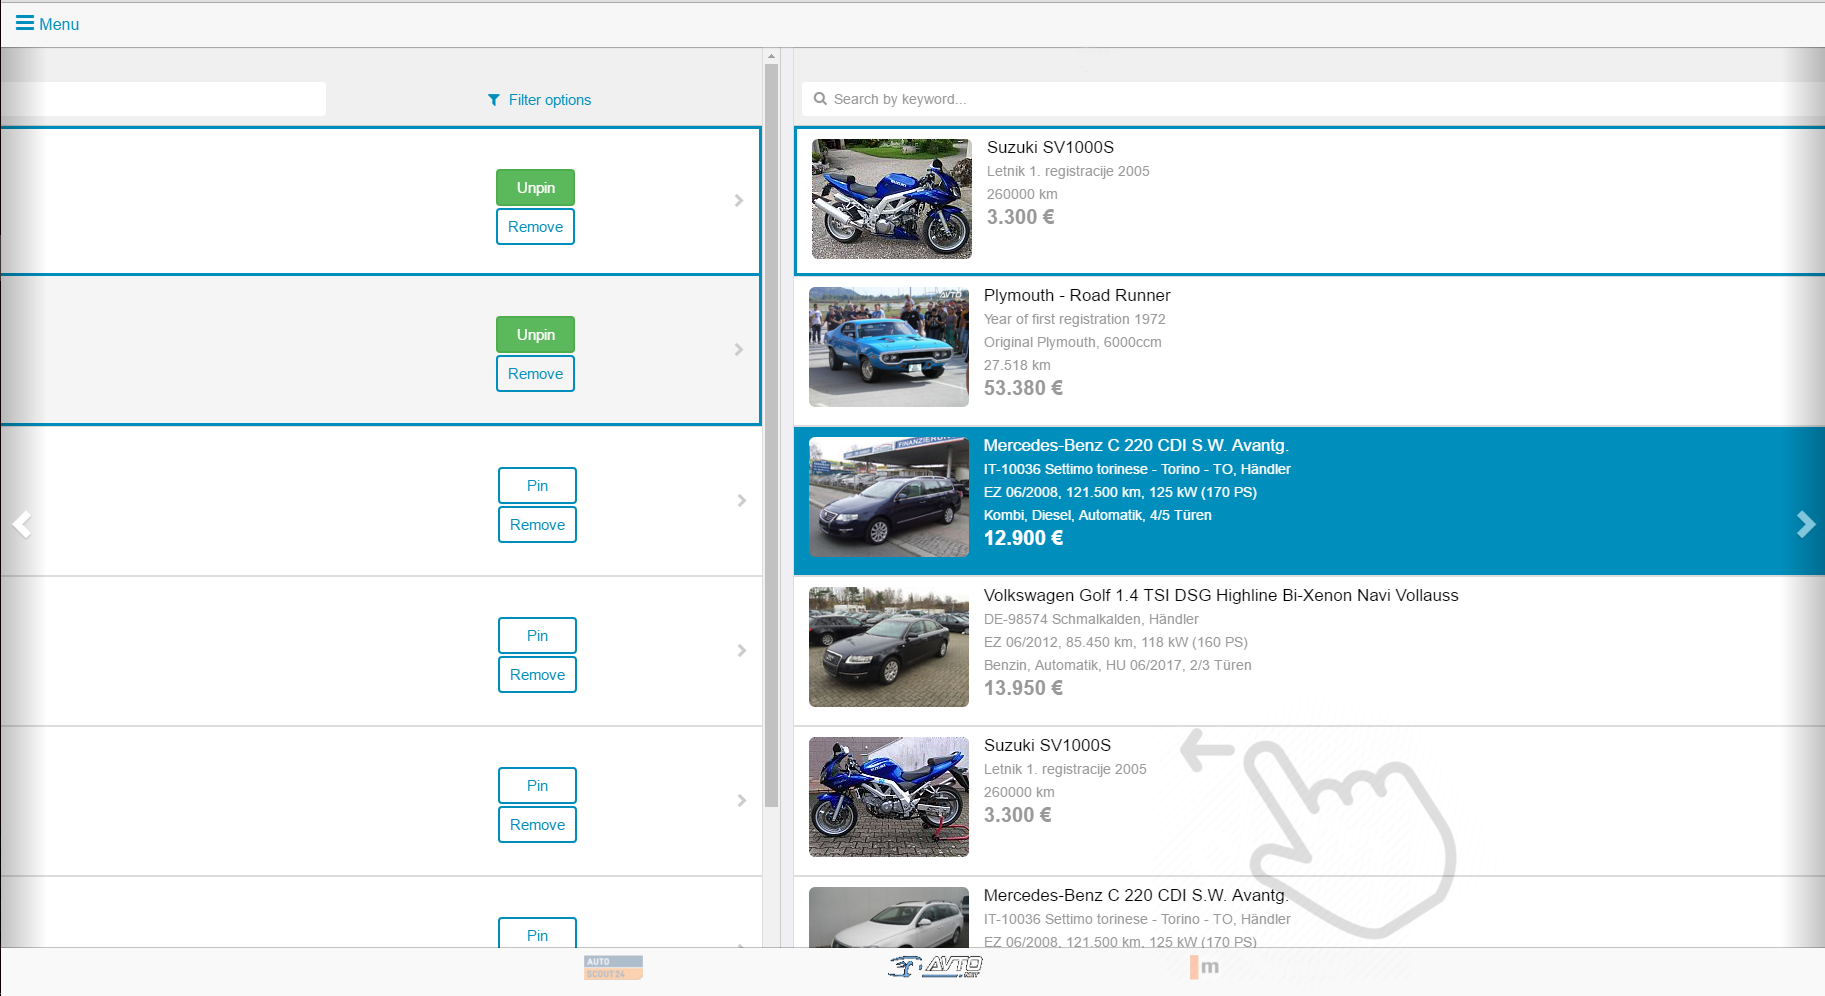 Menu
Filter options
Unpin
Remove
Unpin
Remove
Pin
Remove
Pin
Remove
Pin
Remove
Pin
Search by keyword...
Suzuki SV1000S
Letnik 1. registracije 2005
260000 km
3.300 €
AVTO
Plymouth - Road Runner
Year of first registration 1972
Original Plymouth, 6000ccm
27.518 km
53.380 €
Mercedes-Benz C 220 CDI S.W. Avantg.
IT-10036 Settimo torinese - Torino - TO, Händler
EZ 06/2008, 121.500 km, 125 kW (170 PS)
Kombi, Diesel, Automatik, 4/5 Türen
12.900 €
Volkswagen Golf 1.4 TSI DSG Highline Bi-Xenon Navi Vollauss
DE-98574 Schmalkalden, Händler
EZ 06/2012, 85.450 km, 118 kW (160 PS)
Benzin, Automatik, HU 06/2017, 2/3 Türen
13.950 €
Suzuki SV1000S
Letnik 1. registracije 2005
260000 km
3.300 €
Mercedes-Benz C 220 CDI S.W. Avantg.
IT-10036 Settimo torinese - Torino - TO, Händler
EZ 06/2008, 121.500 km, 125 kW (170 PS)
AUTO
SCOUT24
AVTO
.NET
m